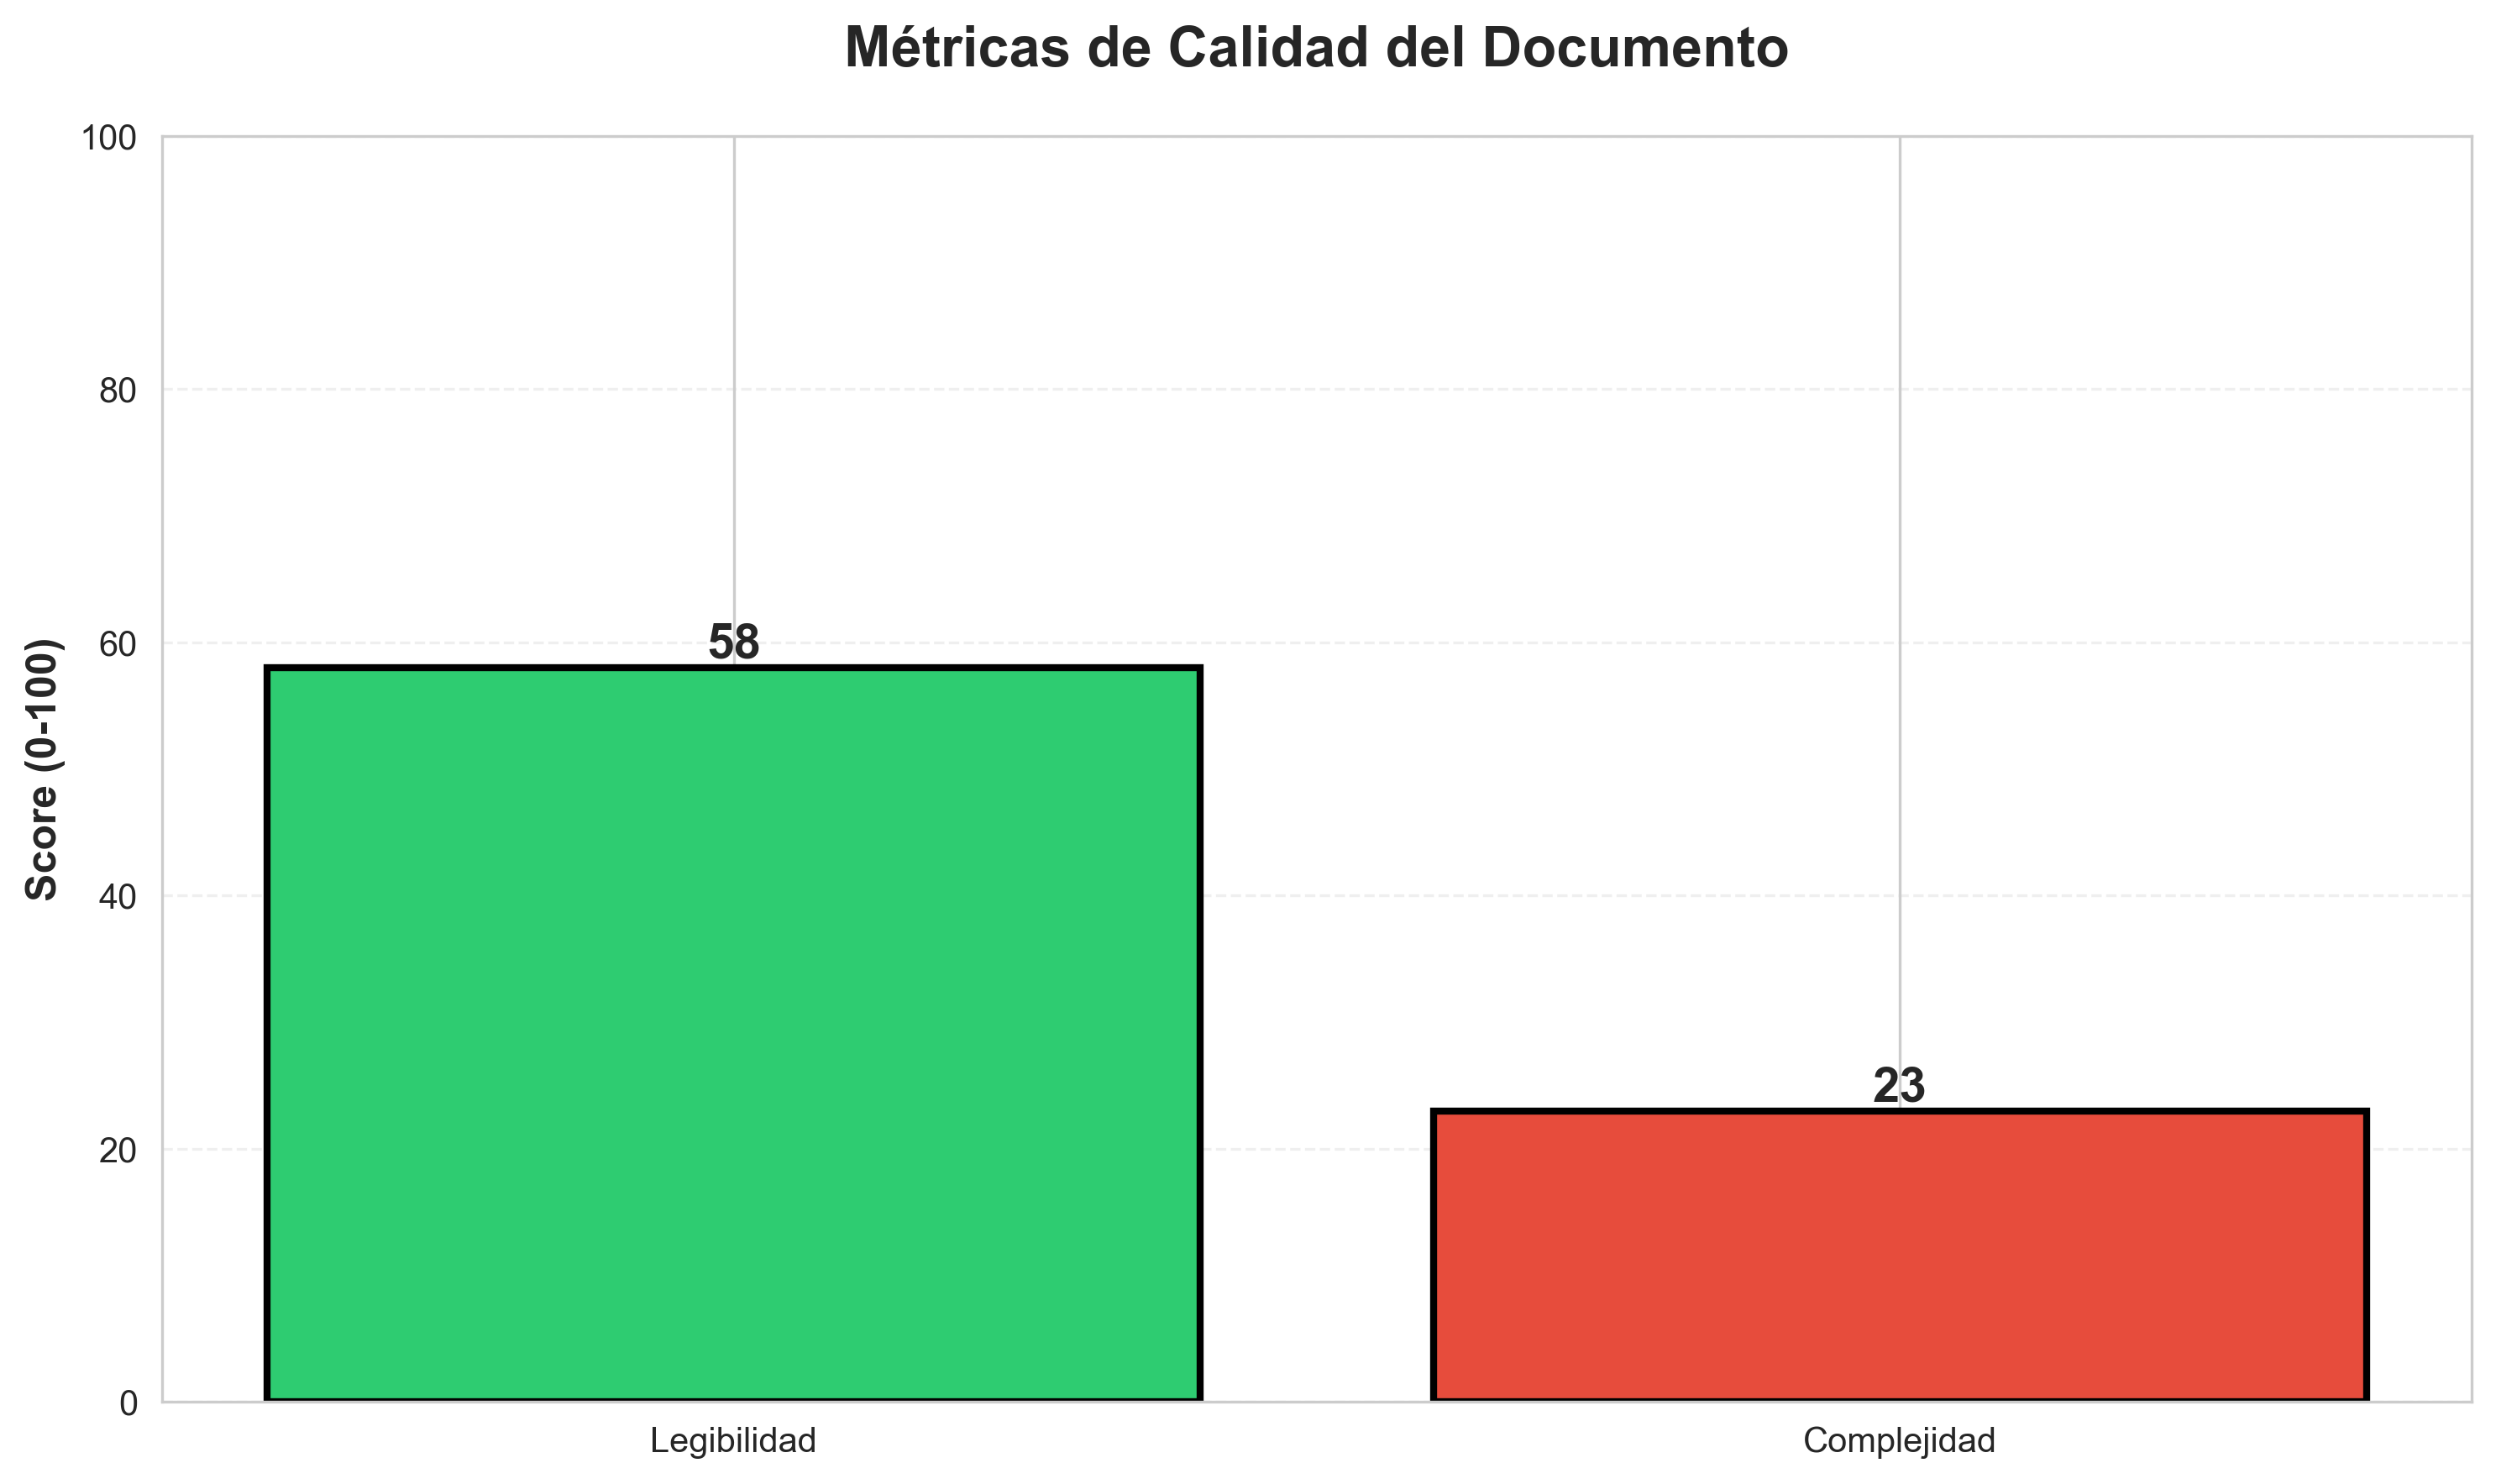 Métricas de Calidad del Documento
Score (0-100)
100
80
60
40
20
0
58
23
Legibilidad
Complejidad